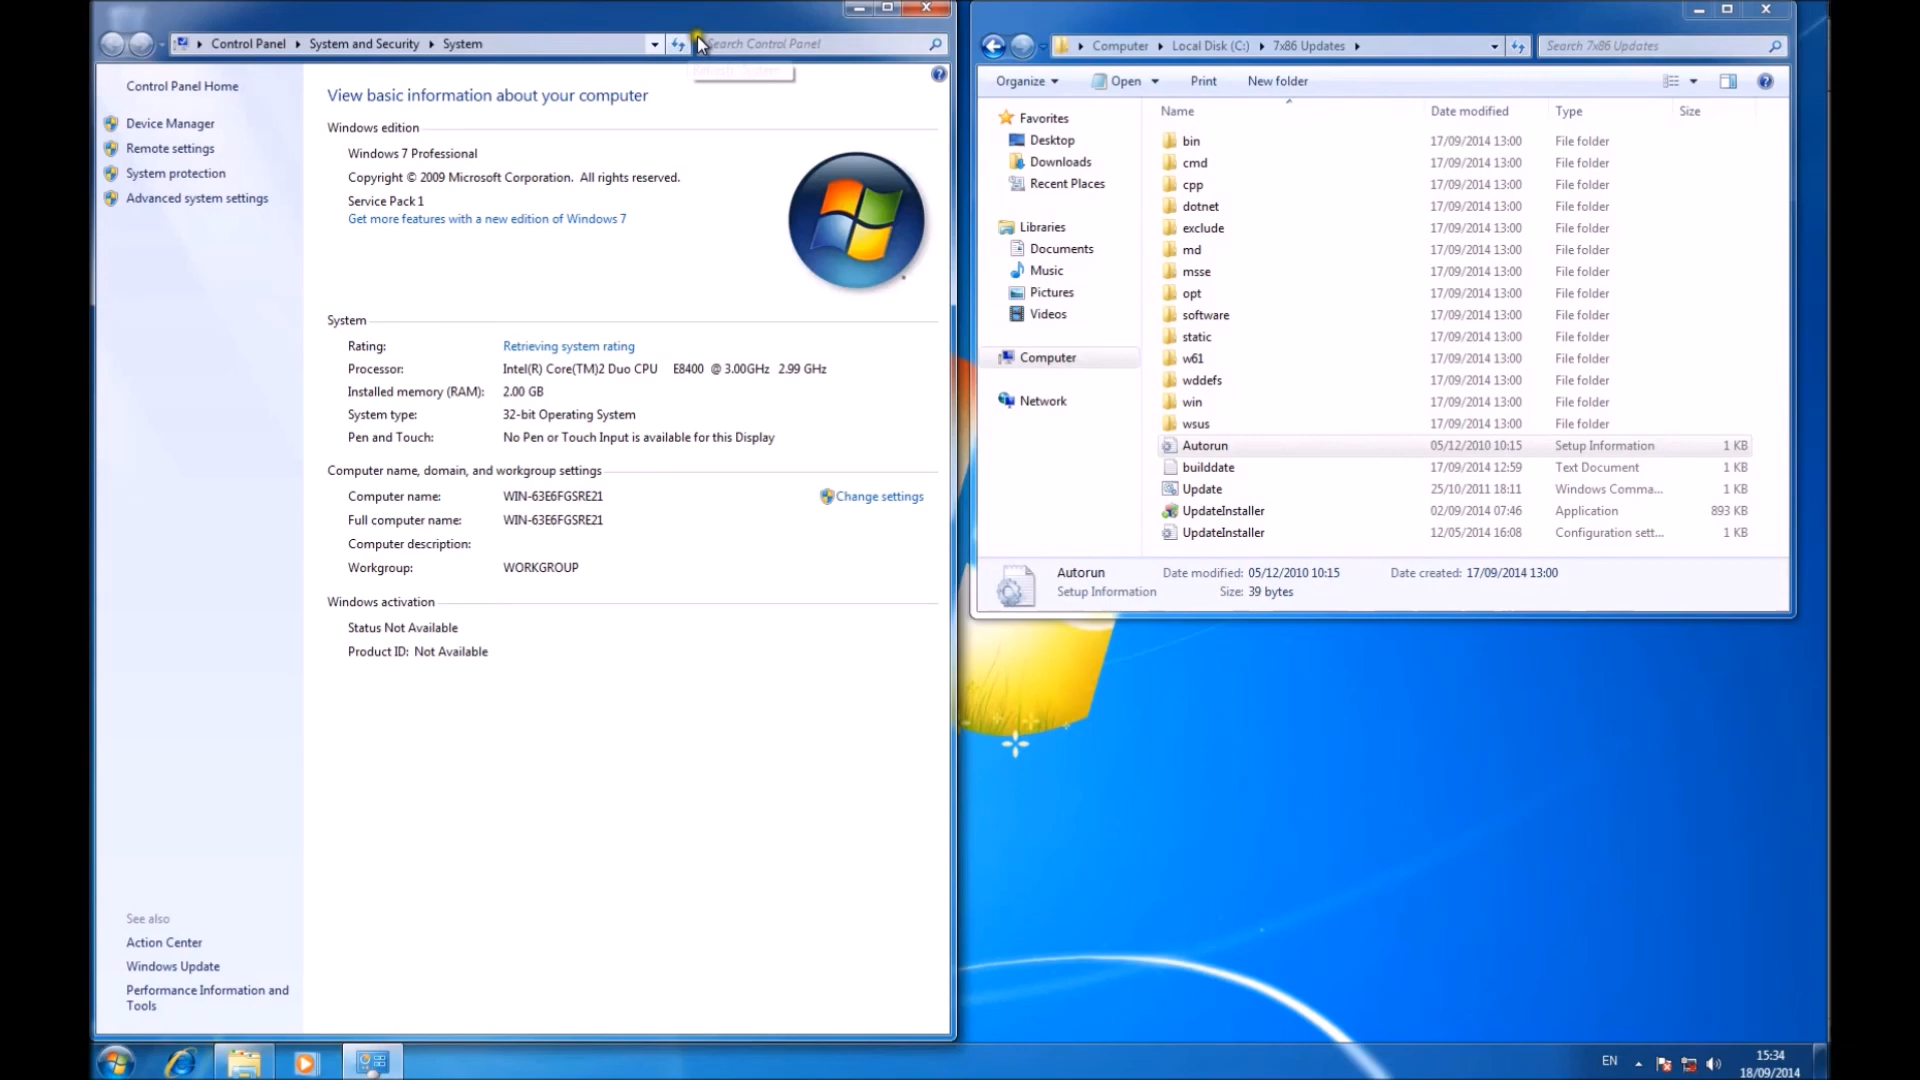 Control Panel
System and Security
System
Search Control Panel
Control Panel Home
Device Manager
Remote settings
System protection
Advanced system settings
See also
Action Center
Windows Update
Performance Information and
Tools
View basic information about your computer
Windows edition
Windows 7 Professional
Copyright © 2009 Microsoft Corporation. All rights reserved.
Service Pack 1
Get more features with a new edition of Windows 7
System
Rating: Retrieving system rating
Processor: Intel(R) Core(TM)2 Duo CPU E8400 @ 3.00GHz 2.99 GHz
Installed memory (RAM): 2.00 GB
System type: 32-bit Operating System
Pen and Touch: No Pen or Touch Input is available for this Display
Computer name, domain, and workgroup settings
Computer name: WIN-63E6FGSRE21
Change settings
Full computer name: WIN-63E6FGSRE21
Computer description:
Workgroup: WORKGROUP
Windows activation
Status Not Available
Product ID: Not Available
Computer
Local Disk (C:)
7x86 Updates
Search 7x86 Updates
Organize
Open
Print
New folder
Favorites
Desktop
Downloads
Recent Places
Libraries
Documents
Music
Pictures
Videos
Computer
Network
Name Date modified Type Size
bin 17/09/2014 13:00 File folder
cmd 17/09/2014 13:00 File folder
cpp 17/09/2014 13:00 File folder
dotnet 17/09/2014 13:00 File folder
exclude 17/09/2014 13:00 File folder
md 17/09/2014 13:00 File folder
msse 17/09/2014 13:00 File folder
opt 17/09/2014 13:00 File folder
software 17/09/2014 13:00 File folder
static 17/09/2014 13:00 File folder
w61 17/09/2014 13:00 File folder
wddefs 17/09/2014 13:00 File folder
win 17/09/2014 13:00 File folder
wsus 17/09/2014 13:00 File folder
Autorun 05/12/2010 10:15 Setup Information 1 KB
builddate 17/09/2014 12:59 Text Document 1 KB
Update 25/10/2011 18:11 Windows Comma... 1 KB
UpdateInstaller 02/09/2014 07:46 Application 893 KB
UpdateInstaller 12/05/2014 16:08 Configuration sett... 1 KB
Autorun Date modified: 05/12/2010 10:15 Date created: 17/09/2014 13:00
Setup Information Size: 39 bytes
EN
15:34
18/09/2014